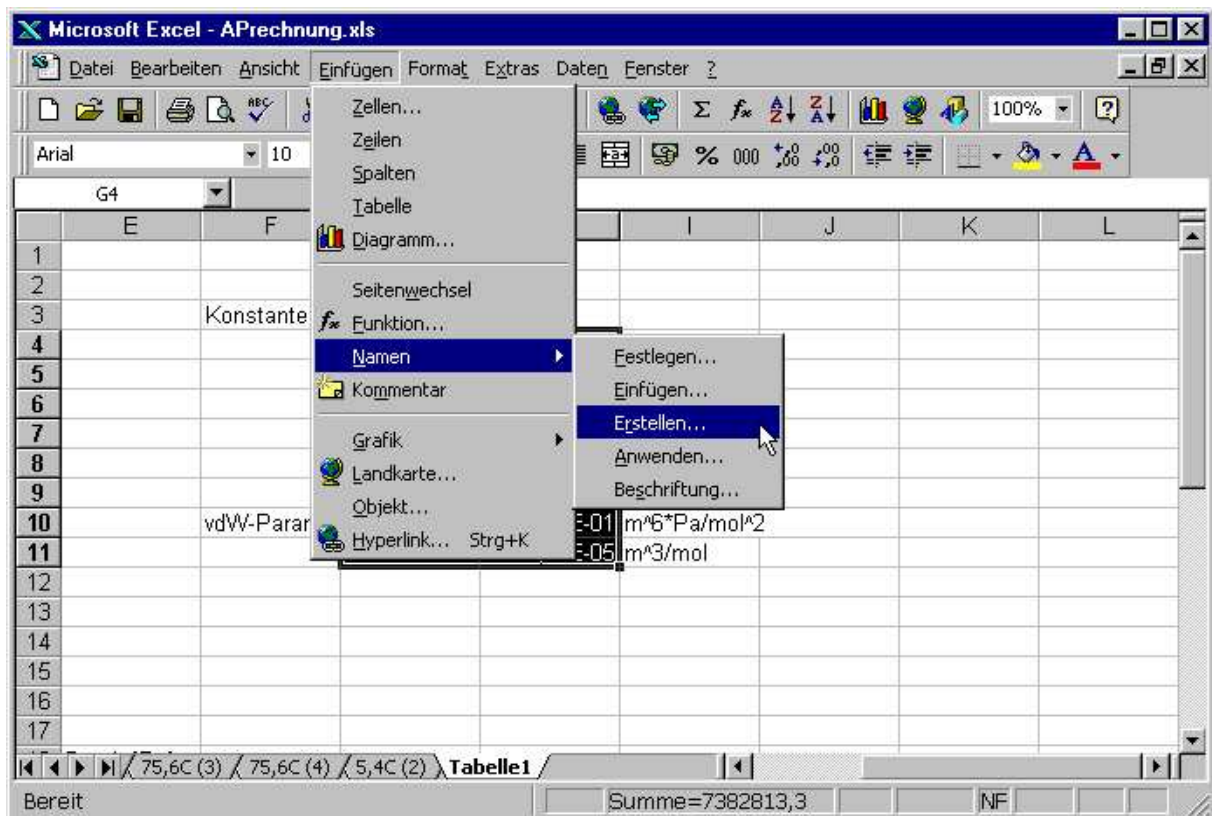 Microsoft Excel - APrechnung.xls
Datei Bearbeiten Ansicht Einfügen Format Extras Daten Fenster ?
ABC Σ f* A Z Z A 100% ?
Arial 10 a % 000
G4
E F I J K L
Zellen...
Zeilen
Spalten
Tabelle
Diagramm...
Seitenwechsel
Funktion...
Namen
Kommentar
Grafik
Landkarte...
Objekt...
Hyperlink... Strg+K
Festlegen...
Einfügen...
Erstellen...
Anwenden...
Beschriftung...
1
2
3 Konstante
4
5
6
7
8
9
10 E-01 m^6*Pa/mol^2
11 E-05 m^3/mol
12
13
14
15
16
17
75,6C (3) 75,6C (4) 5,4C (2) Tabelle1
Bereit Summe=7382813,3 NF